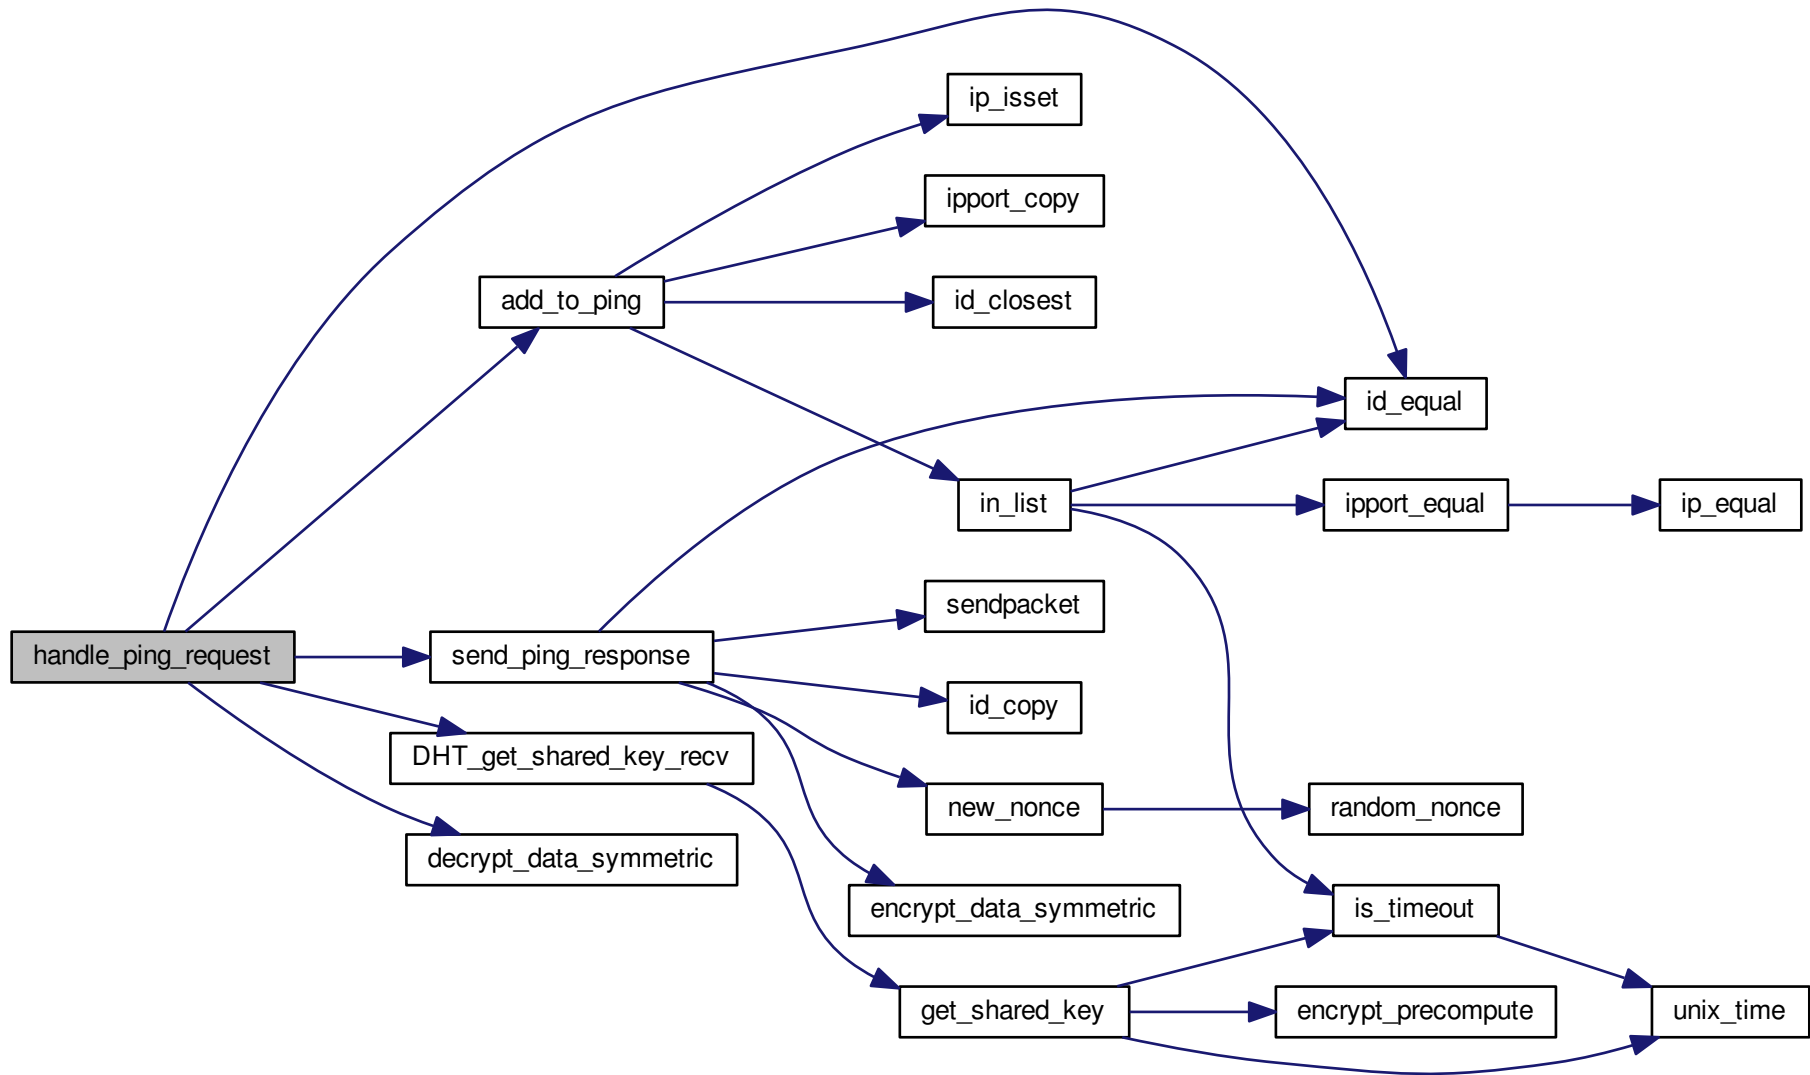 ip_isset
ipport_copy
add_to_ping
id_closest
id_equal
in_list
ipport_equal
ip_equal
sendpacket
handle_ping_request
send_ping_response
id_copy
DHT_get_shared_key_recv
new_nonce
random_nonce
decrypt_data_symmetric
encrypt_data_symmetric
is_timeout
get_shared_key
encrypt_precompute
unix_time